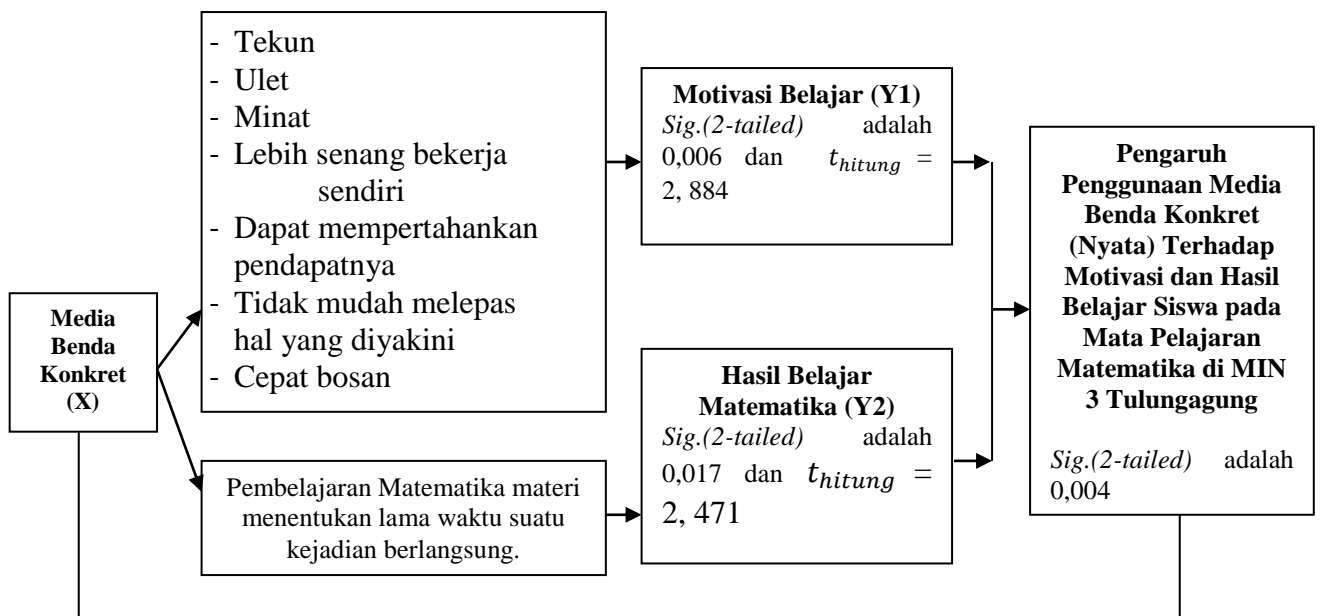 Media
Benda
Konkret
(X)
- Tekun
- Ulet
- Minat
- Lebih senang bekerja
sendiri
- Dapat mempertahankan
pendapatnya
- Tidak mudah melepas
hal yang diyakini
- Cepat bosan
Pembelajaran Matematika materi
menentukan lama waktu suatu
kejadian berlangsung.
Motivasi Belajar (Y1)
Sig.(2-tailed) adalah
0,006 dan t_hitung =
2, 884
Hasil Belajar
Matematika (Y2)
Sig.(2-tailed) adalah
0,017 dan t_hitung =
2, 471
Pengaruh
Penggunaan Media
Benda Konkret
(Nyata) Terhadap
Motivasi dan Hasil
Belajar Siswa pada
Mata Pelajaran
Matematika di MIN
3 Tulungagung
Sig.(2-tailed) adalah
0,004